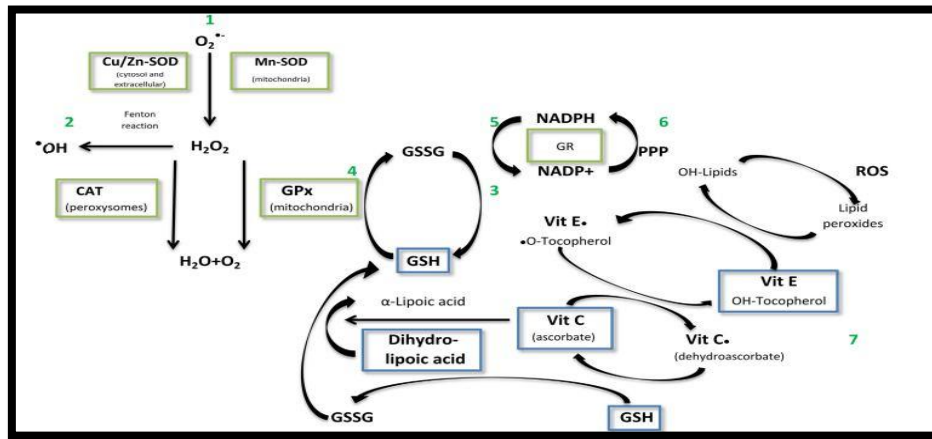 1
O2•-
Cu/Zn-SOD
(cytosol and
extracellular)
Mn-SOD
(mitochondria)
2
Fenton
reaction
•OH
H2O2
CAT
(peroxysomes)
GPx
(mitochondria)
H2O+O2
4
GSSG
3
GSH
5
NADPH
6
GR
PPP
NADP+
OH-Lipids
ROS
Lipid
peroxides
Vit E•
•O-Tocopherol
Vit E
OH-Tocopherol
α-Lipoic acid
Dihydro-
lipoic acid
Vit C
(ascorbate)
Vit C•
(dehydroascorbate)
7
GSSG
GSH